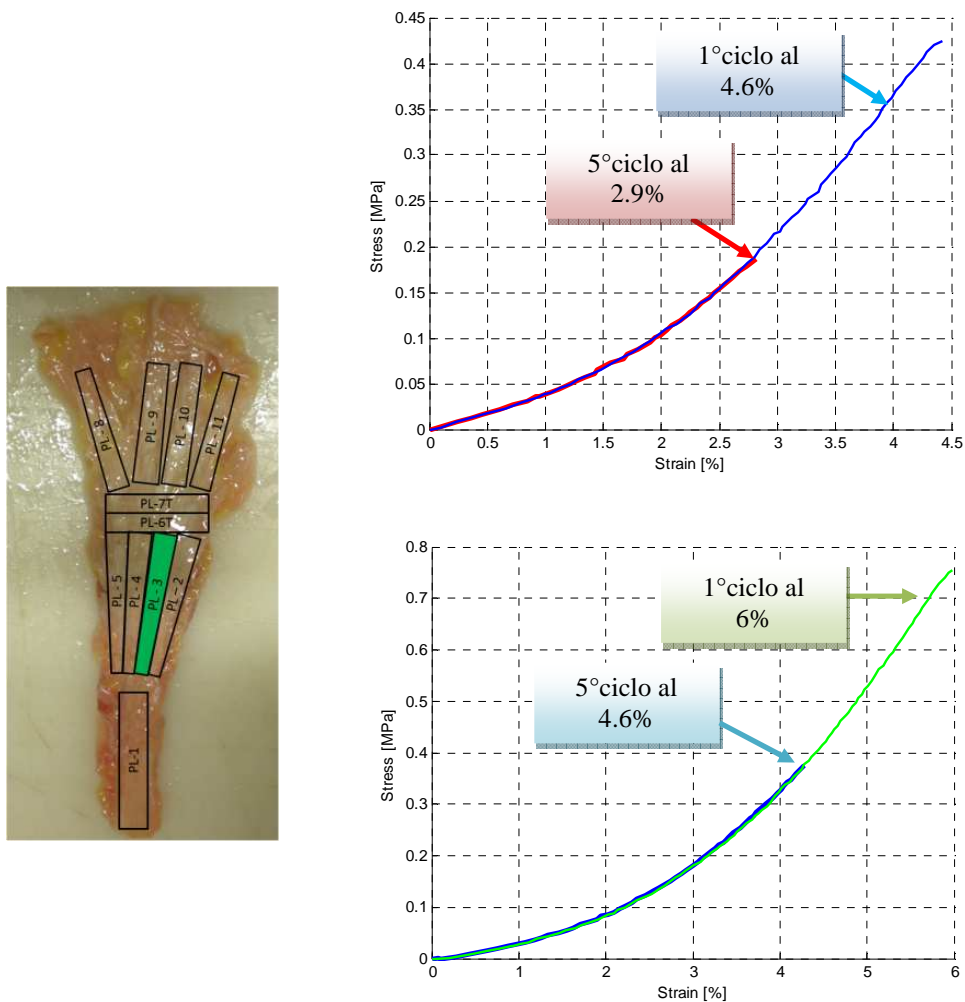 0.45
0.4
0.35
0.3
0.25
0.2
0.15
0.1
0.05
0
Stress [MPa]
1°ciclo al
4.6%
5°ciclo al
2.9%
0 0.5 1 1.5 2 2.5 3 3.5 4 4.5
Strain [%]
PL - 8
PL - 9
PL - 10
PL - 11
PL-7T
PL-6T
PL - 5
PL - 4
PL - 3
PL - 2
PL-1
0.8
0.7
0.6
0.5
0.4
0.3
0.2
0.1
0
Stress [MPa]
1°ciclo al
6%
5°ciclo al
4.6%
0 1 2 3 4 5 6
Strain [%]